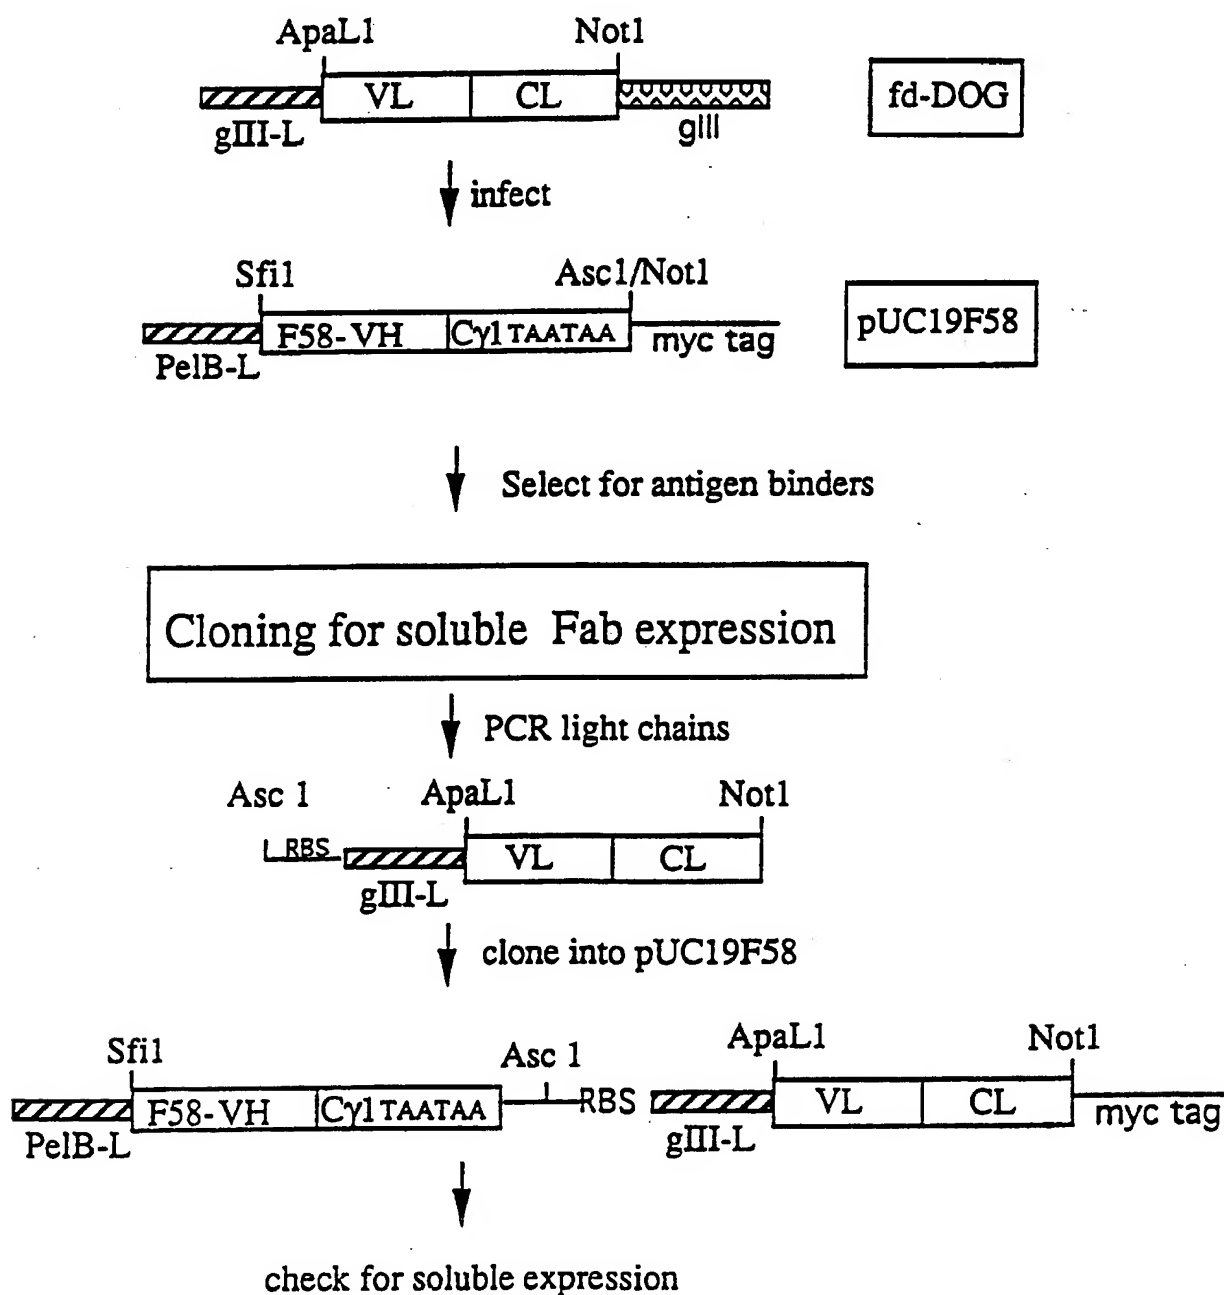 ApaL1 Not1
VL CL
fd-DOG
gIII-L gIII
infect
Sfi1 Asc1/Not1
F58-VH Cγ1 TAATAA myc tag
pUC19F58
PelB-L
Select for antigen binders
Cloning for soluble Fab expression
PCR light chains
Asc 1 ApaL1 Not1
RBS VL CL
gIII-L
clone into pUC19F58
Sfi1 Asc 1 ApaL1 Not1
F58-VH Cγ1 TAATAA RBS VL CL myc tag
PelB-L gIII-L
check for soluble expression